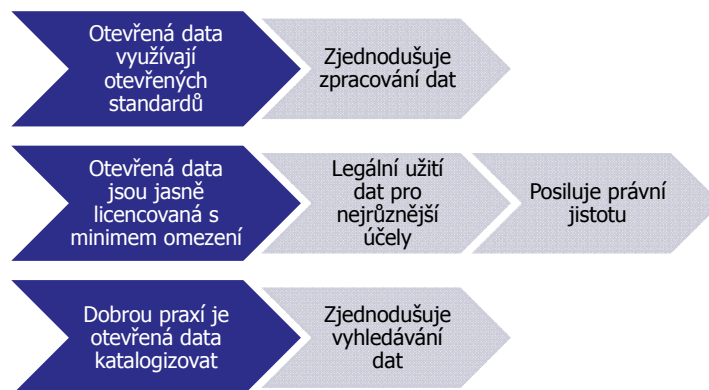 Otevřená data
využívají
otevřených
standardů
Zjednodušuje
zpracování dat
Otevřená data
jsou jasně
licencovaná s
minimem omezení
Legální užití
dat pro
nejrůznější
účely
Posiluje právní
jistotu
Dobrou praxí je
otevřená data
katalogizovat
Zjednodušuje
vyhledávání
dat